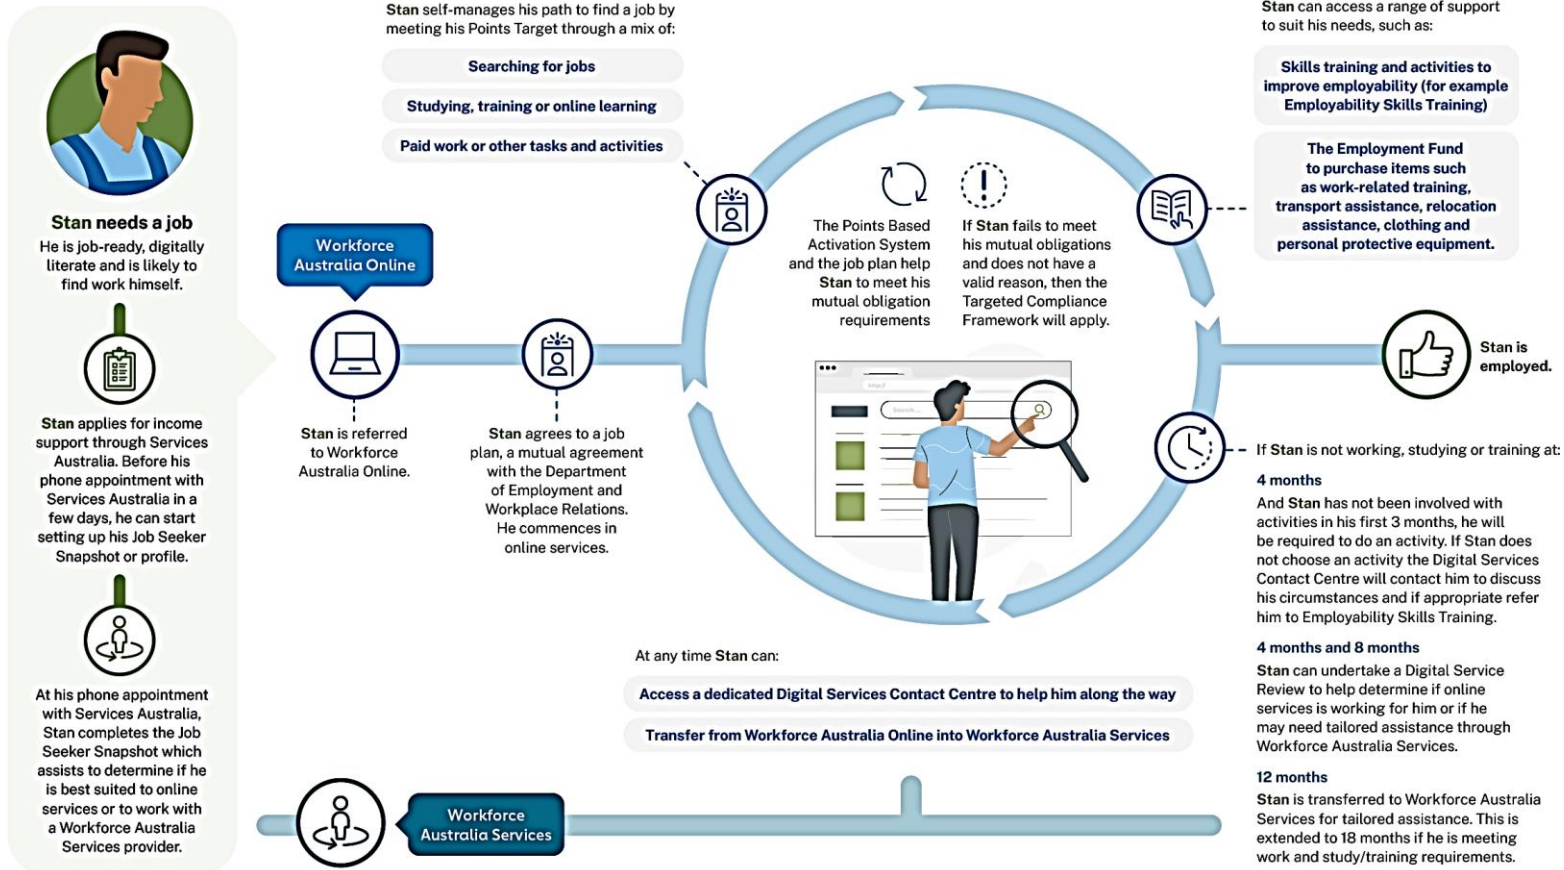 Stan needs a job
He is job-ready, digitally
literate and is likely to
find work himself.
Stan applies for income
support through Services
Australia. Before his
phone appointment with
Services Australia in a
few days, he can start
setting up his Job Seeker
Snapshot or profile.
At his phone appointment
with Services Australia,
Stan completes the Job
Seeker Snapshot which
assists to determine if he
is best suited to online
services or to work with
a Workforce Australia
Services provider.
Workforce
Australia Online
Stan is referred
to Workforce
Australia Online.
Stan agrees to a job
plan, a mutual agreement
with the Department
of Employment and
Workplace Relations.
He commences in
online services.
Stan self-manages his path to find a job by
meeting his Points Target through a mix of:
Searching for jobs
Studying, training or online learning
Paid work or other tasks and activities
The Points Based
Activation System
and the job plan help
Stan to meet his
mutual obligation
requirements
If Stan fails to meet
his mutual obligations
and does not have a
valid reason, then the
Targeted Compliance
Framework will apply.
Search ...
Stan can access a range of support
to suit his needs, such as:
Skills training and activities to
improve employability (for example
Employability Skills Training)
The Employment Fund
to purchase items such
as work-related training,
transport assistance, relocation
assistance, clothing and
personal protective equipment.
Stan is
employed.
If Stan is not working, studying or training at:
4 months
And Stan has not been involved with
activities in his first 3 months, he will
be required to do an activity. If Stan does
not choose an activity the Digital Services
Contact Centre will contact him to discuss
his circumstances and if appropriate refer
him to Employability Skills Training.
4 months and 8 months
Stan can undertake a Digital Service
Review to help determine if online
services is working for him or if he
may need tailored assistance through
Workforce Australia Services.
12 months
Stan is transferred to Workforce Australia
Services for tailored assistance. This is
extended to 18 months if he is meeting
work and study/training requirements.
At any time Stan can:
Access a dedicated Digital Services Contact Centre to help him along the way
Transfer from Workforce Australia Online into Workforce Australia Services
Workforce
Australia Services